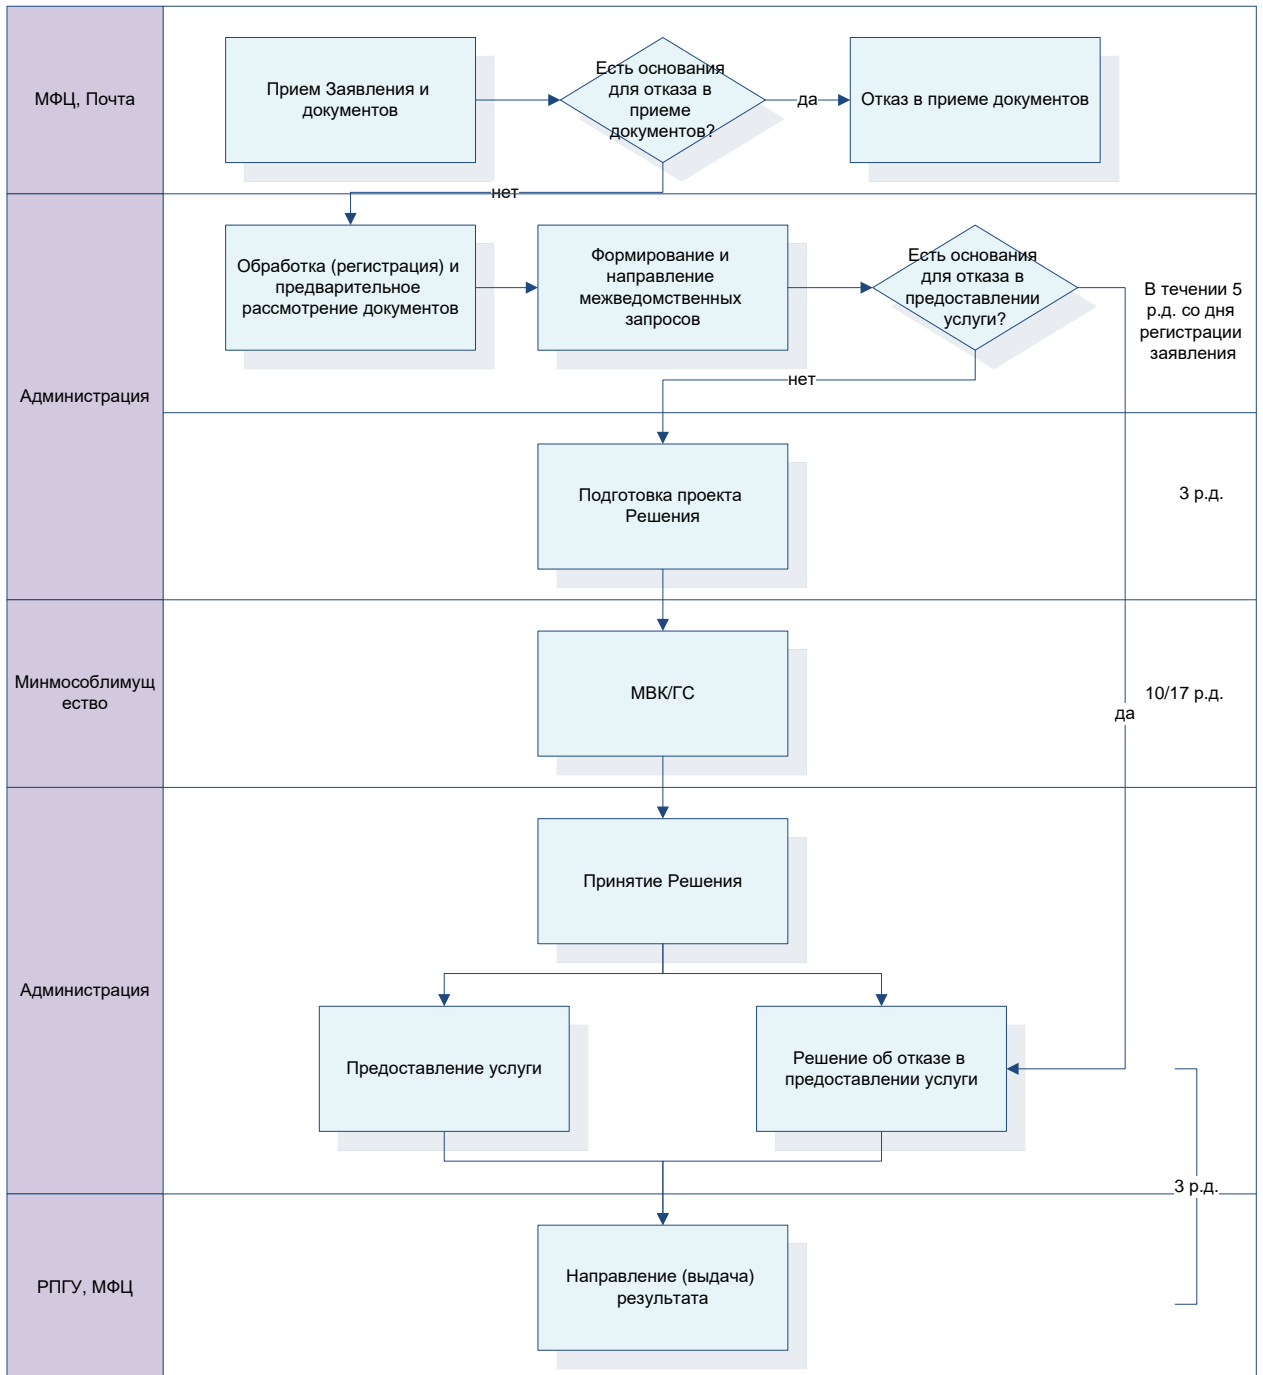 МФЦ, Почта
Прием Заявления и
документов
Есть основания
для отказа в
приеме
документов?
да
Отказ в приеме документов
нет
Администрация
Обработка (регистрация) и
предварительное
рассмотрение документов
Формирование и
направление
межведомственных
запросов
Есть основания
для отказа в
предоставлении
услуги?
В течении 5
р.д. со дня
регистрации
заявления
нет
Подготовка проекта
Решения
3 р.д.
Минмособлимущ
ество
МВК/ГС
10/17 р.д.
да
Администрация
Принятие Решения
Предоставление услуги
Решение об отказе в
предоставлении услуги
3 р.д.
РПГУ, МФЦ
Направление (выдача)
результата